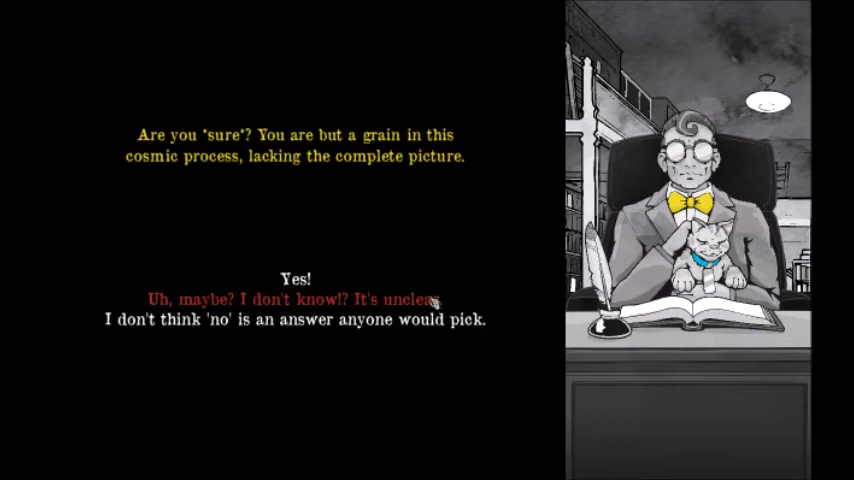 Are you *sure*? You are but a grain in this
cosmic process, lacking the complete picture.
Yes!
Uh, maybe? I don't know!? It's unclear
I don't think 'no' is an answer anyone would pick.